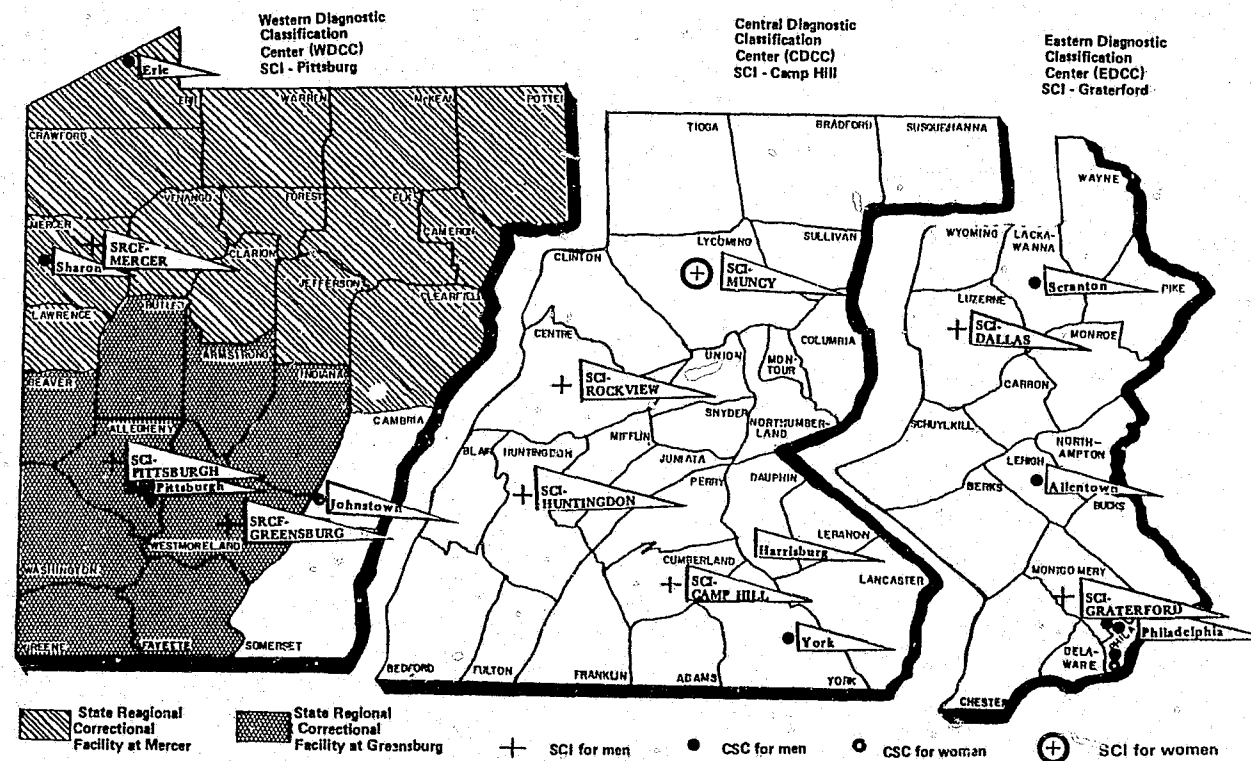 Western Diagnostic
Classification
Center (WDCC)
SCI - Pittsburg
Central Diagnostic
Classification
Center (CDCC)
SCI - Camp Hill
Eastern Diagnostic
Classification
Center (EDCC)
SCI - Graterford
Erie
WARREN
McKEAN
POTTER
CRAWFORD
VENANGO
FOREST
ELK
CAMERON
MERCER
SRCF-
MERCER
Sharon
CLARION
JEFFERSON
CLEARFIELD
LAWRENCE
BUTLER
ARMSTRONG
INDIANA
BEAVER
ALLEGHENY
CAMBRIA
SCI-
PITTSBURGH
Pittsburgh
Johnstown
SRCF-
GREENSBURG
WESTMORELAND
WASHINGTON
GREENE
FAYETTE
SOMERSET
TIOGA
BRADFORD
SUSQUEHANNA
CLINTON
LYCOMING
SULLIVAN
SCI-
MUNCY
CENTRE
UNION
MON-
TOUR
COLUMBIA
SCI-
ROCKVIEW
SNYDER
NORTHUMBER-
LAND
MIFFLIN
BLAIR
HUNTINGDON
JUNIATA
PERRY
DAUPHIN
SCI-
HUNTINGDON
LEBANON
Harrisburg
CUMBERLAND
LANCASTER
SCI-
CAMP HILL
York
BEDFORD
FULTON
FRANKLIN
ADAMS
YORK
WAYNE
WYOMING
LACKA-
WANNA
Scranton
PIKE
LUZERNE
SCI-
DALLAS
MONROE
CARBON
SCHUYLKILL
NORTH-
AMPTON
LEHIGH
BERKS
Allentown
BUCKS
MONTGOMERY
SCI-
GRATERFORD
Philadelphia
DELA-
WARE
CHESTER
State Reagional
Correctional
Facility at Mercer
State Regional
Correctional
Facility at Greensburg
SCI for men
CSC for men
CSC for woman
SCI for women